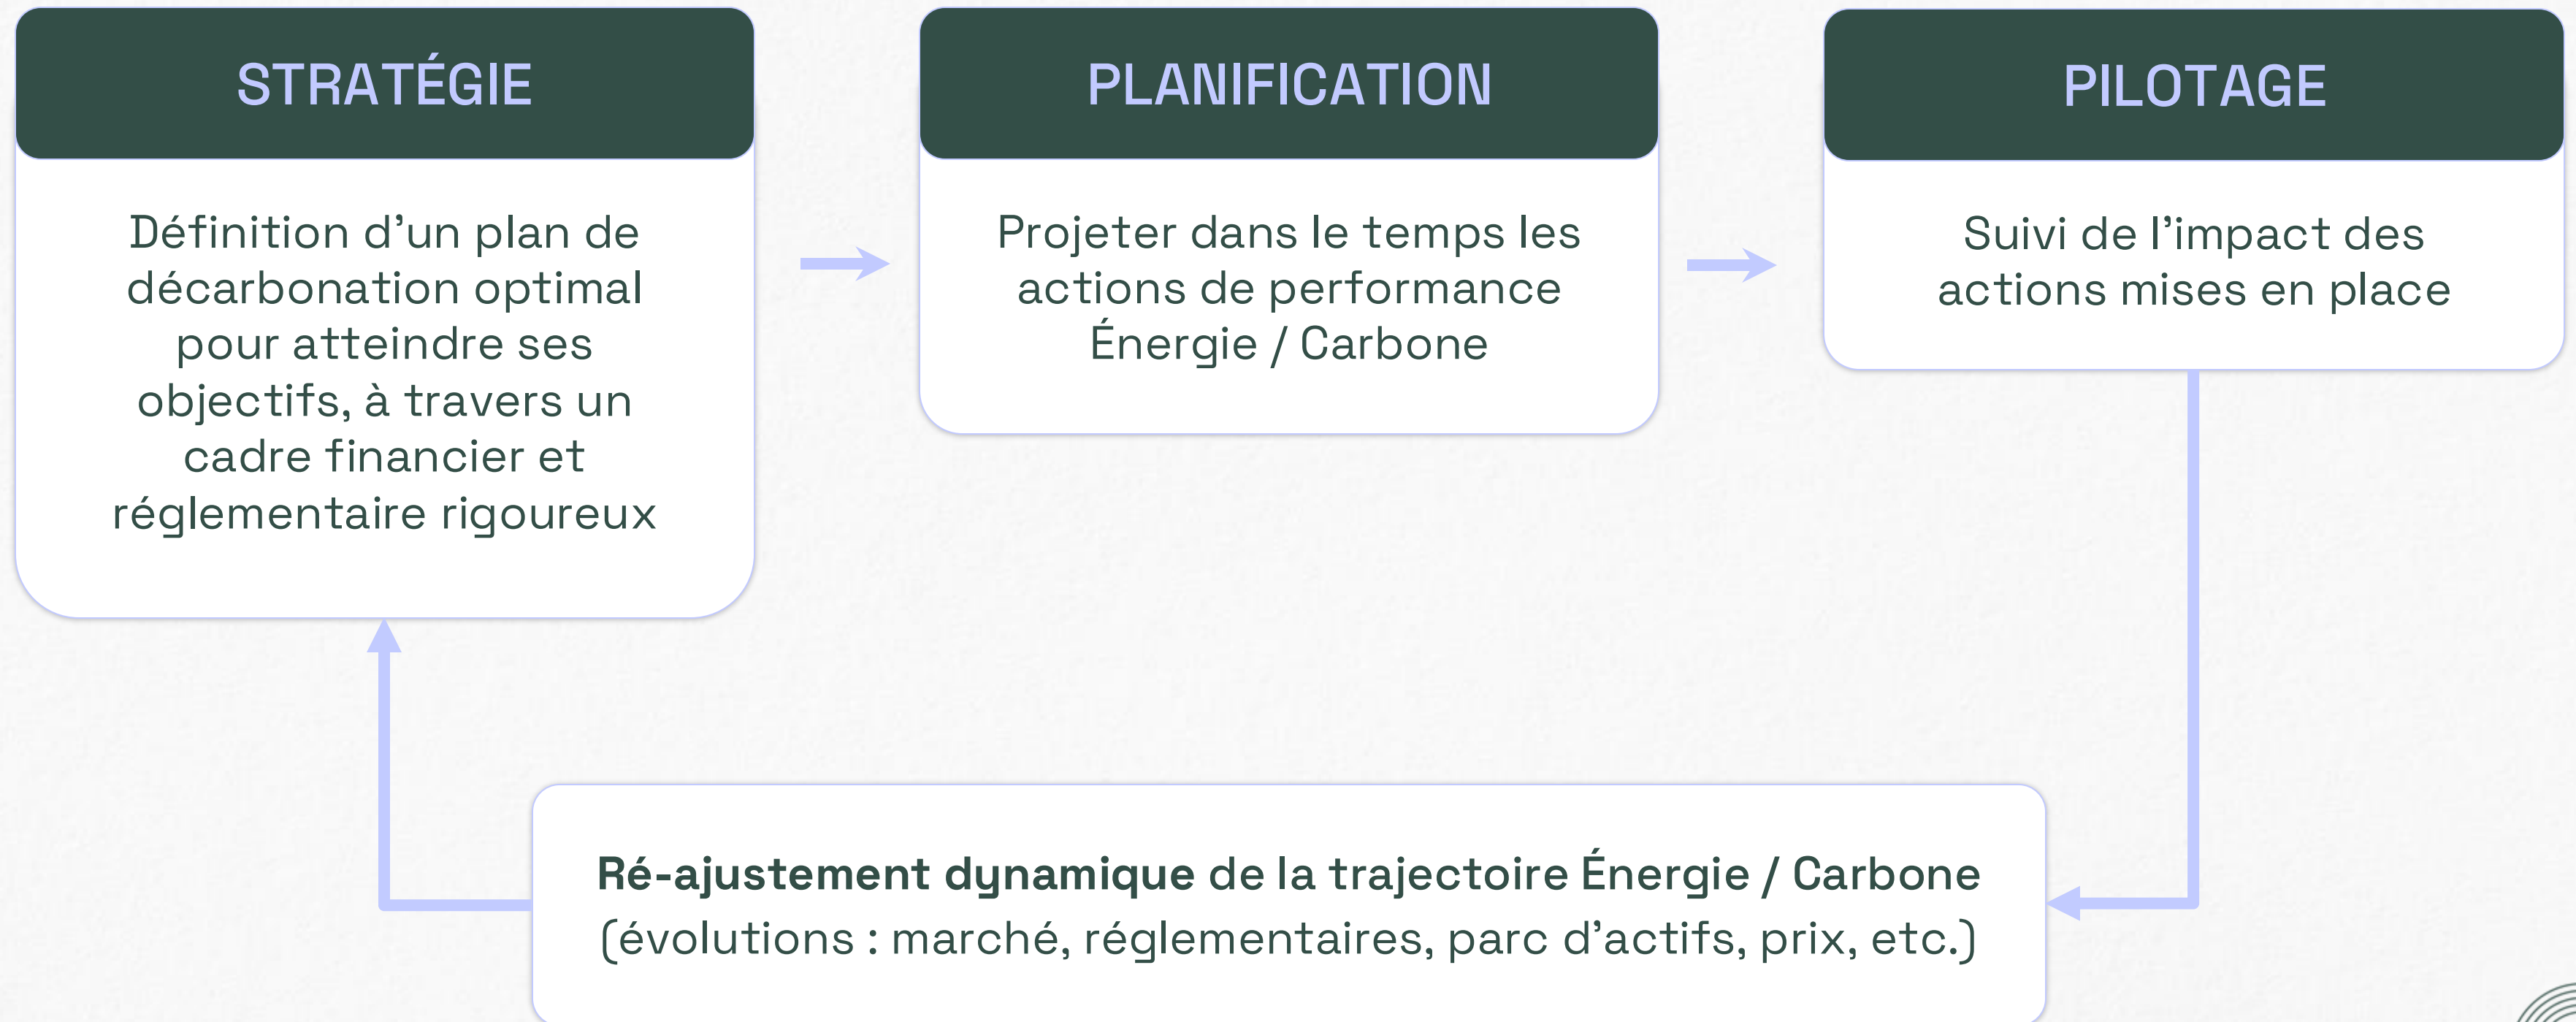 STRATÉGIE
Définition d’un plan de
décarbonation optimal
pour atteindre ses
objectifs, à travers un
cadre financier et
réglementaire rigoureux
PLANIFICATION
Projeter dans le temps les
actions de performance
Énergie / Carbone
PILOTAGE
Suivi de l’impact des
actions mises en place
Ré-ajustement dynamique de la trajectoire Énergie / Carbone
(évolutions : marché, réglementaires, parc d’actifs, prix, etc.)